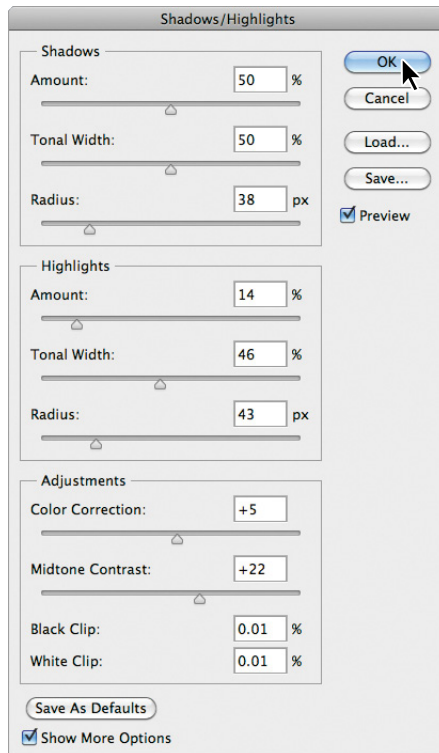 Shadows/Highlights
Shadows
Amount: 50 %
Tonal Width: 50 %
Radius: 38 px
Highlights
Amount: 14 %
Tonal Width: 46 %
Radius: 43 px
Adjustments
Color Correction: +5
Midtone Contrast: +22
Black Clip: 0.01 %
White Clip: 0.01 %
Save As Defaults
Show More Options
OK
Cancel
Load...
Save...
Preview